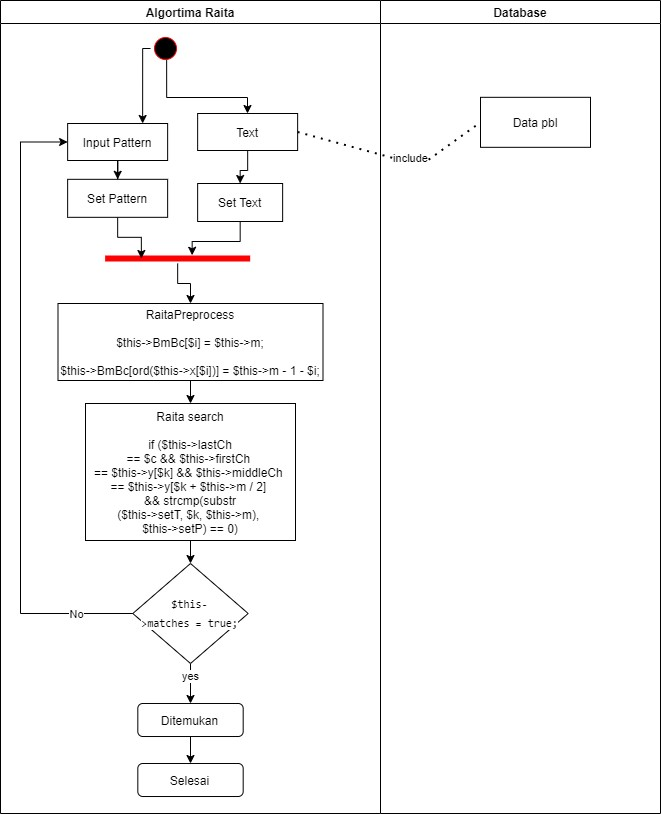 Algortima Raita
Database
Input Pattern
Text
Data pbl
include
Set Pattern
Set Text
RaitaPreprocess
$this->BmBc[$i] = $this->m;
$this->BmBc[ord($this->x[$i])] = $this->m - 1 - $i;
Raita search
if ($this->lastCh
== $c && $this->firstCh
== $this->y[$k] && $this->middleCh
== $this->y[$k + $this->m / 2]
&& strcmp(substr
($this->setT, $k, $this->m),
$this->setP) == 0)
$this-
>matches = true;
No
yes
Ditemukan
Selesai